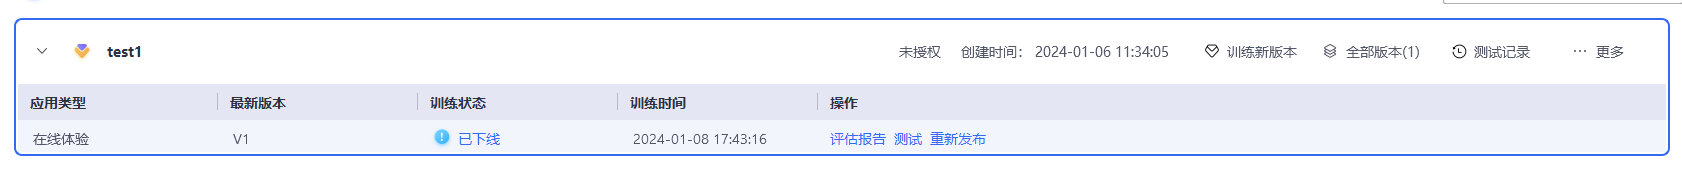 test1 未授权 创建时间： 2024-01-06 11:34:05 训练新版本 全部版本(1) 测试记录 ··· 更多
应用类型 最新版本 训练状态 训练时间 操作
在线体验 V1 已下线 2024-01-08 17:43:16 评估报告 测试 重新发布